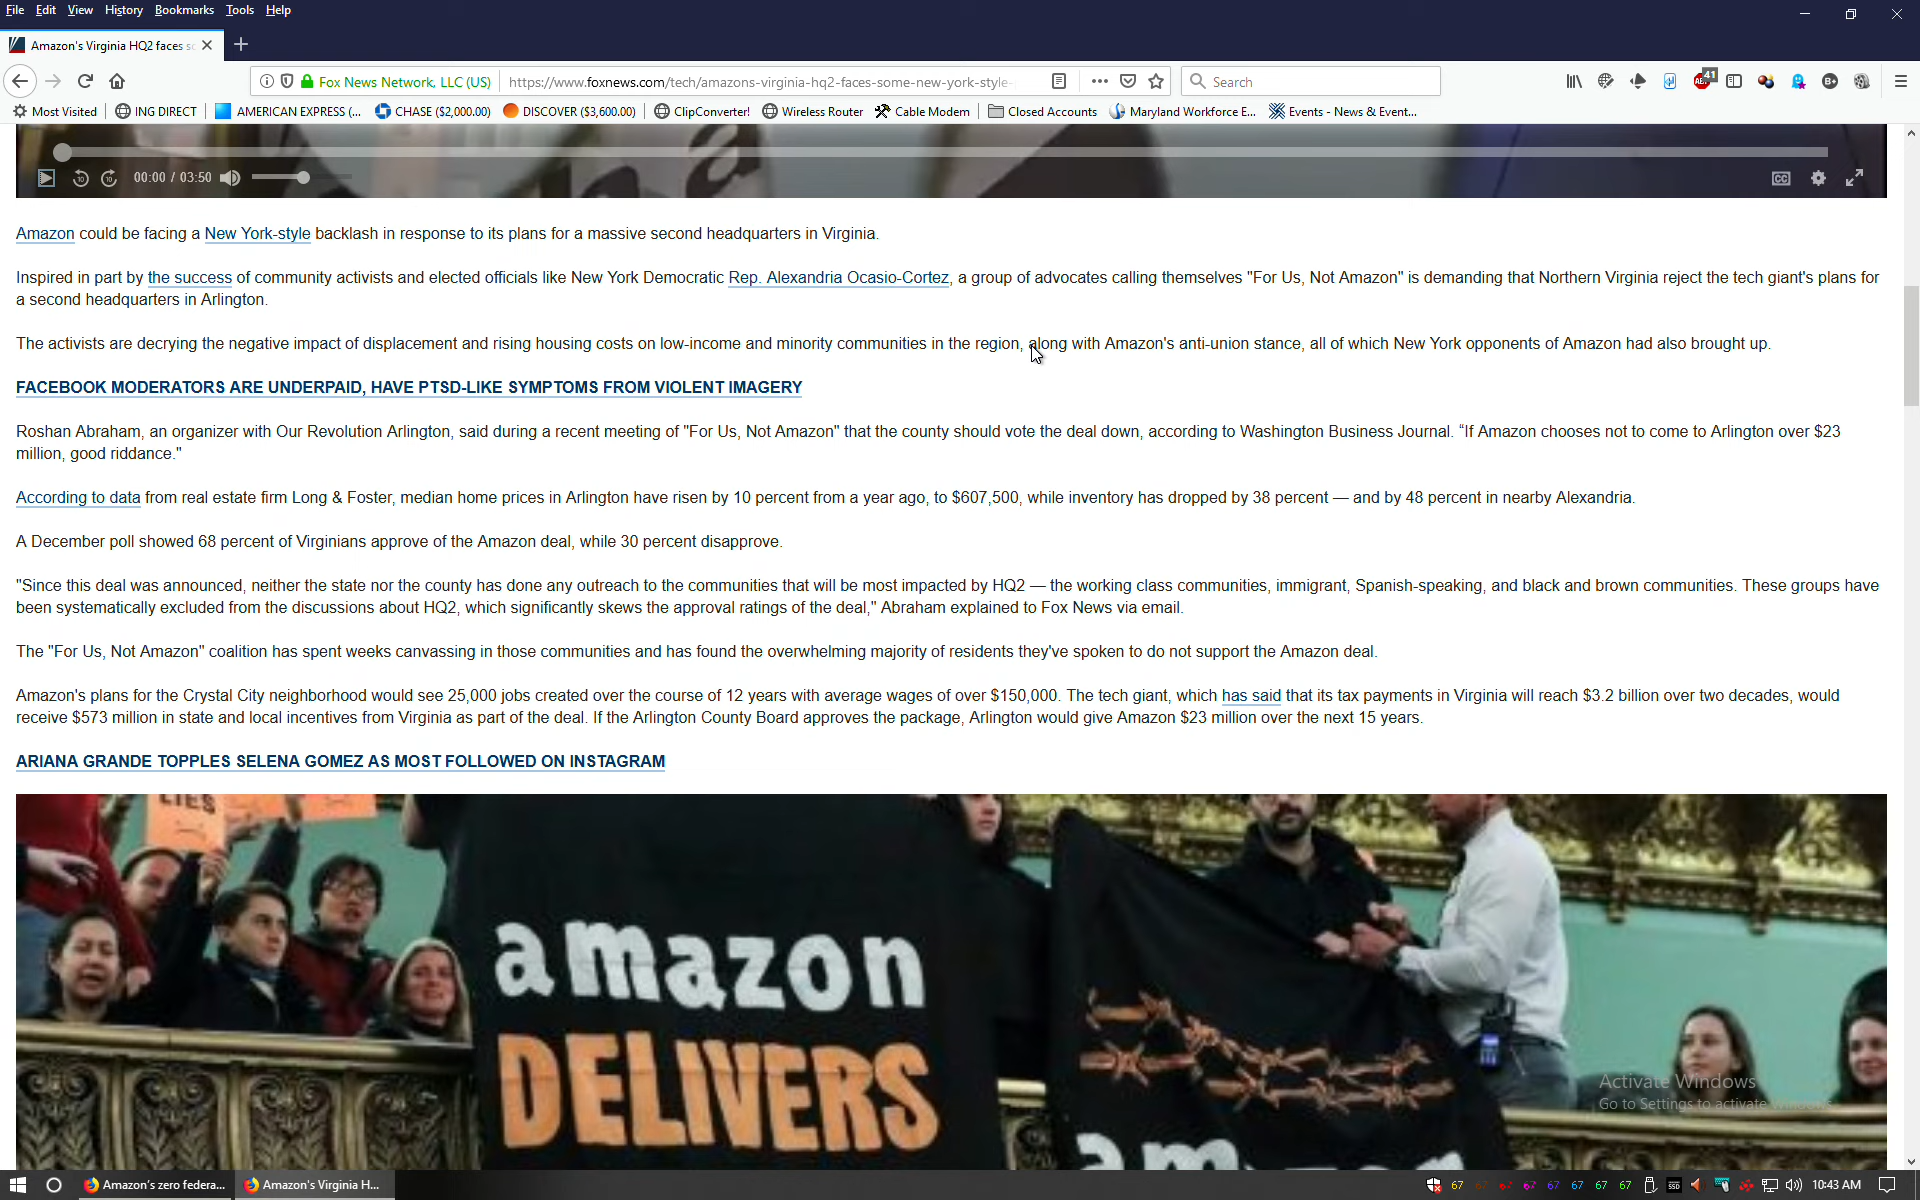 File Edit View History Bookmarks Tools Help
Amazon's Virginia HQ2 faces
Fox News Network, LLC (US) https://www.foxnews.com/tech/amazons-virginia-hq2-faces-some-new-york-style- Search 41
Most Visited ING DIRECT AMERICAN EXPRESS (... CHASE ($2,000.00) DISCOVER ($3,600.00) ClipConverter! Wireless Router Cable Modem Closed Accounts Maryland Workforce E... Events - News & Event...
00:00 / 03:50 CC
Amazon could be facing a New York-style backlash in response to its plans for a massive second headquarters in Virginia.
Inspired in part by the success of community activists and elected officials like New York Democratic Rep. Alexandria Ocasio-Cortez, a group of advocates calling themselves "For Us, Not Amazon" is demanding that Northern Virginia reject the tech giant's plans for
a second headquarters in Arlington.
The activists are decrying the negative impact of displacement and rising housing costs on low-income and minority communities in the region, along with Amazon's anti-union stance, all of which New York opponents of Amazon had also brought up.
FACEBOOK MODERATORS ARE UNDERPAID, HAVE PTSD-LIKE SYMPTOMS FROM VIOLENT IMAGERY
Roshan Abraham, an organizer with Our Revolution Arlington, said during a recent meeting of "For Us, Not Amazon" that the county should vote the deal down, according to Washington Business Journal. “If Amazon chooses not to come to Arlington over $23
million, good riddance."
According to data from real estate firm Long & Foster, median home prices in Arlington have risen by 10 percent from a year ago, to $607,500, while inventory has dropped by 38 percent — and by 48 percent in nearby Alexandria.
A December poll showed 68 percent of Virginians approve of the Amazon deal, while 30 percent disapprove.
"Since this deal was announced, neither the state nor the county has done any outreach to the communities that will be most impacted by HQ2 — the working class communities, immigrant, Spanish-speaking, and black and brown communities. These groups have
been systematically excluded from the discussions about HQ2, which significantly skews the approval ratings of the deal," Abraham explained to Fox News via email.
The "For Us, Not Amazon" coalition has spent weeks canvassing in those communities and has found the overwhelming majority of residents they've spoken to do not support the Amazon deal.
Amazon's plans for the Crystal City neighborhood would see 25,000 jobs created over the course of 12 years with average wages of over $150,000. The tech giant, which has said that its tax payments in Virginia will reach $3.2 billion over two decades, would
receive $573 million in state and local incentives from Virginia as part of the deal. If the Arlington County Board approves the package, Arlington would give Amazon $23 million over the next 15 years.
ARIANA GRANDE TOPPLES SELENA GOMEZ AS MOST FOLLOWED ON INSTAGRAM
LIES
amazon
DELIVERS
am
Activate Windows
Go to Settings to activate
Amazon's zero federa... Amazon's Virginia H... 67 67 67 67 67 67 67 67 10:43 AM